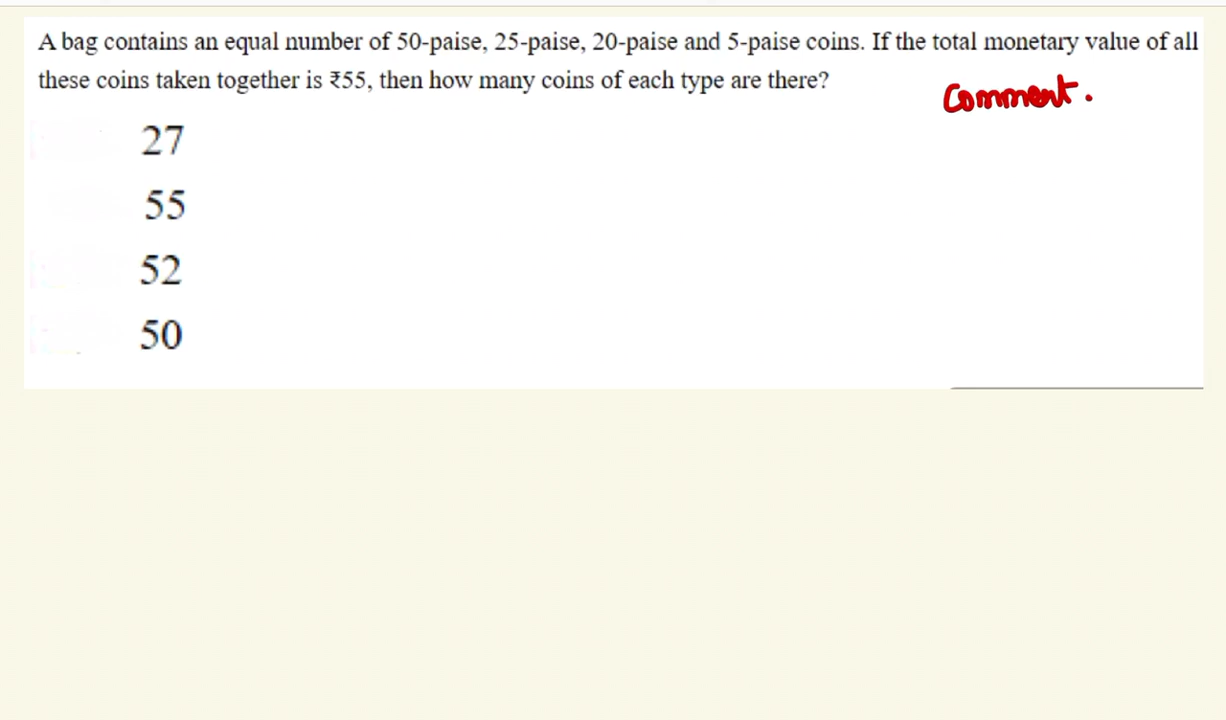 A bag contains an equal number of 50-paise, 25-paise, 20-paise and 5-paise coins. If the total monetary value of all
these coins taken together is ₹55, then how many coins of each type are there?
Comment.
27
55
52
50